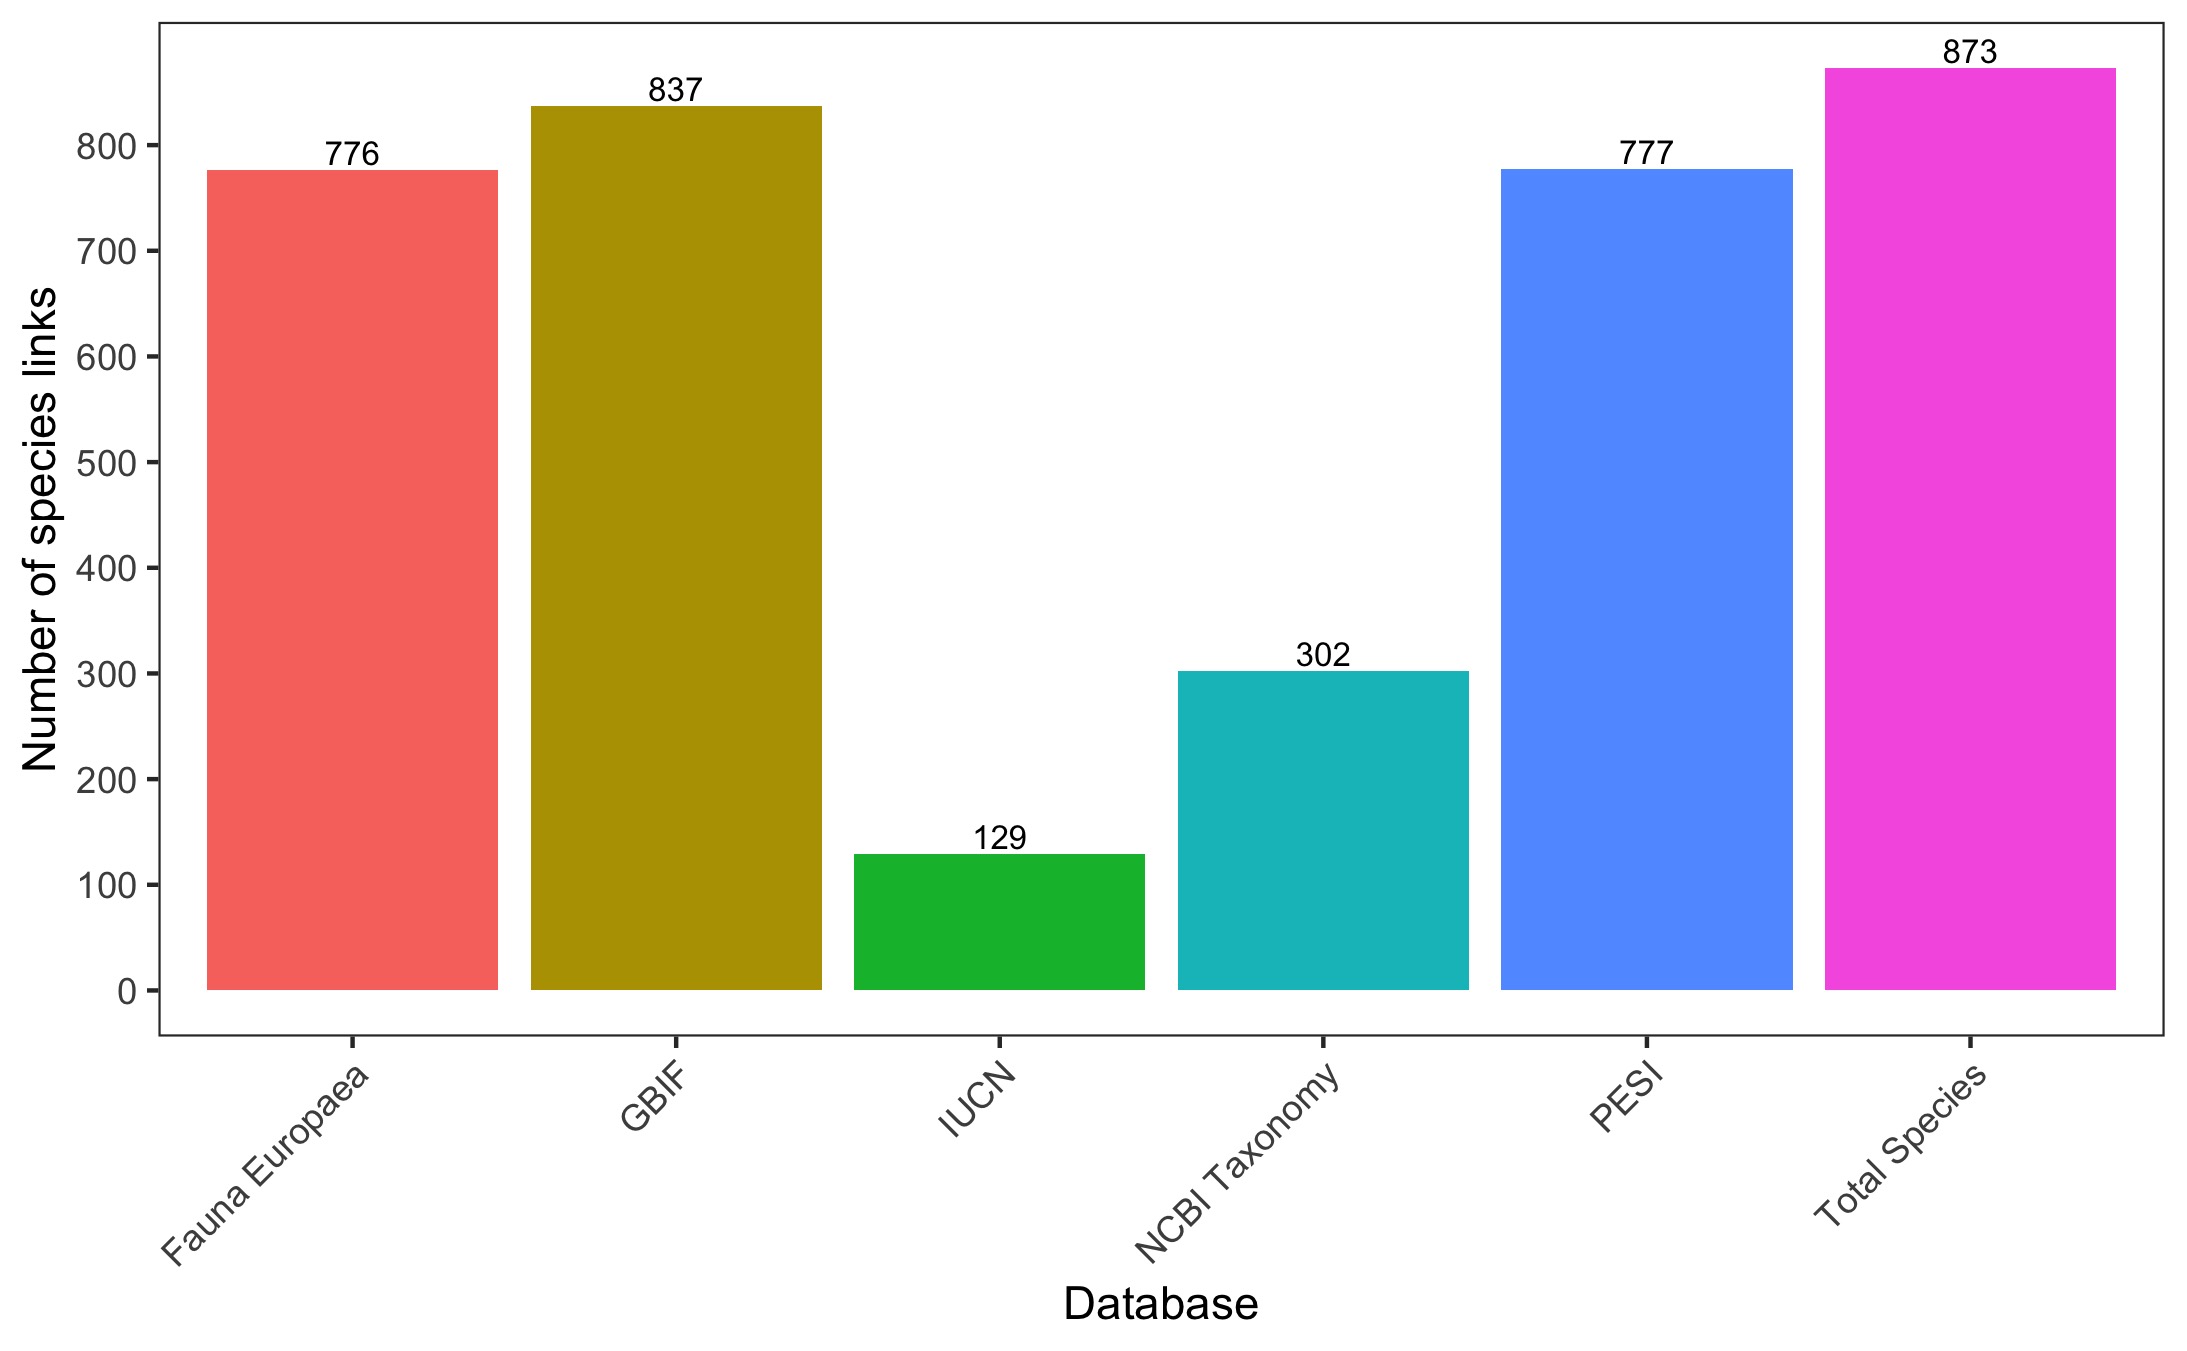 Number of species links
800
700
600
500
400
300
200
100
0
776
837
129
302
777
873
Fauna Europaea
GBIF
IUCN
NCBI Taxonomy
PESI
Total Species
Database